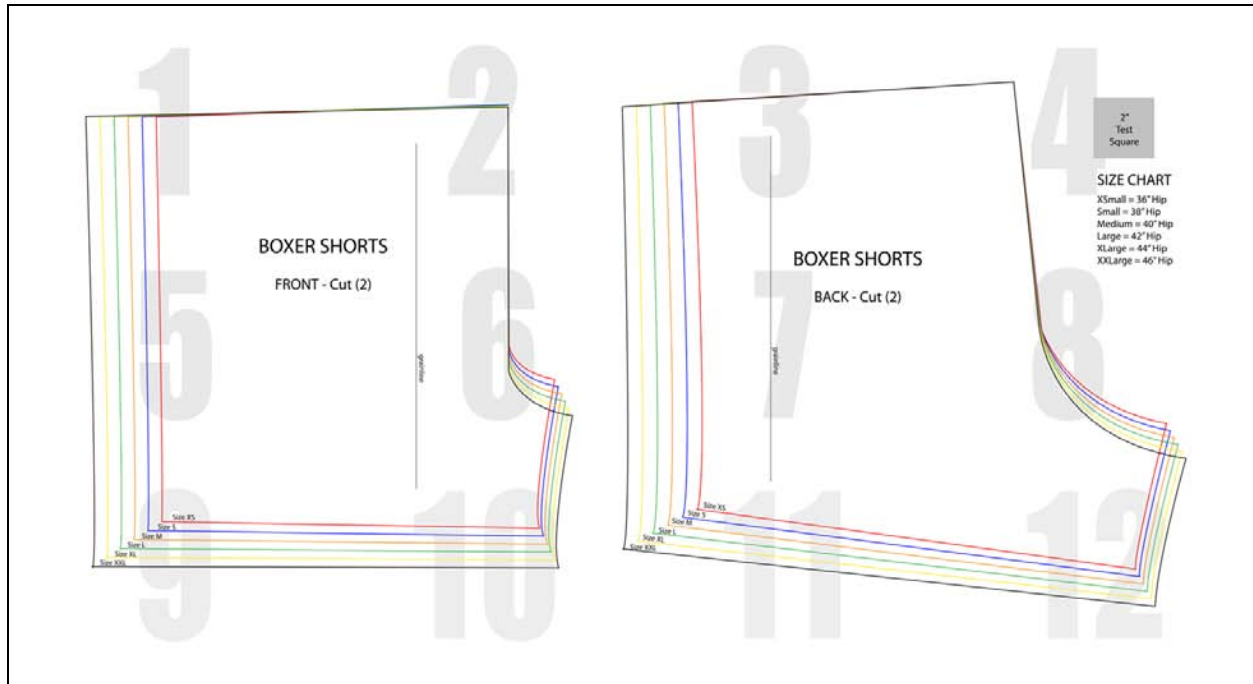 1
2
3
4
2"
Test
Square
SIZE CHART
XSmall = 36" Hip
Small = 38" Hip
Medium = 40" Hip
Large = 42" Hip
XLarge = 44" Hip
XXLarge = 46" Hip
BOXER SHORTS
FRONT - Cut (2)
grainline
BOXER SHORTS
BACK - Cut (2)
grainline
5
6
7
8
Size XS
Size S
Size M
Size L
Size XL
Size XXL
Size XS
Size S
Size M
Size L
Size XL
Size XXL
9
10
11
12